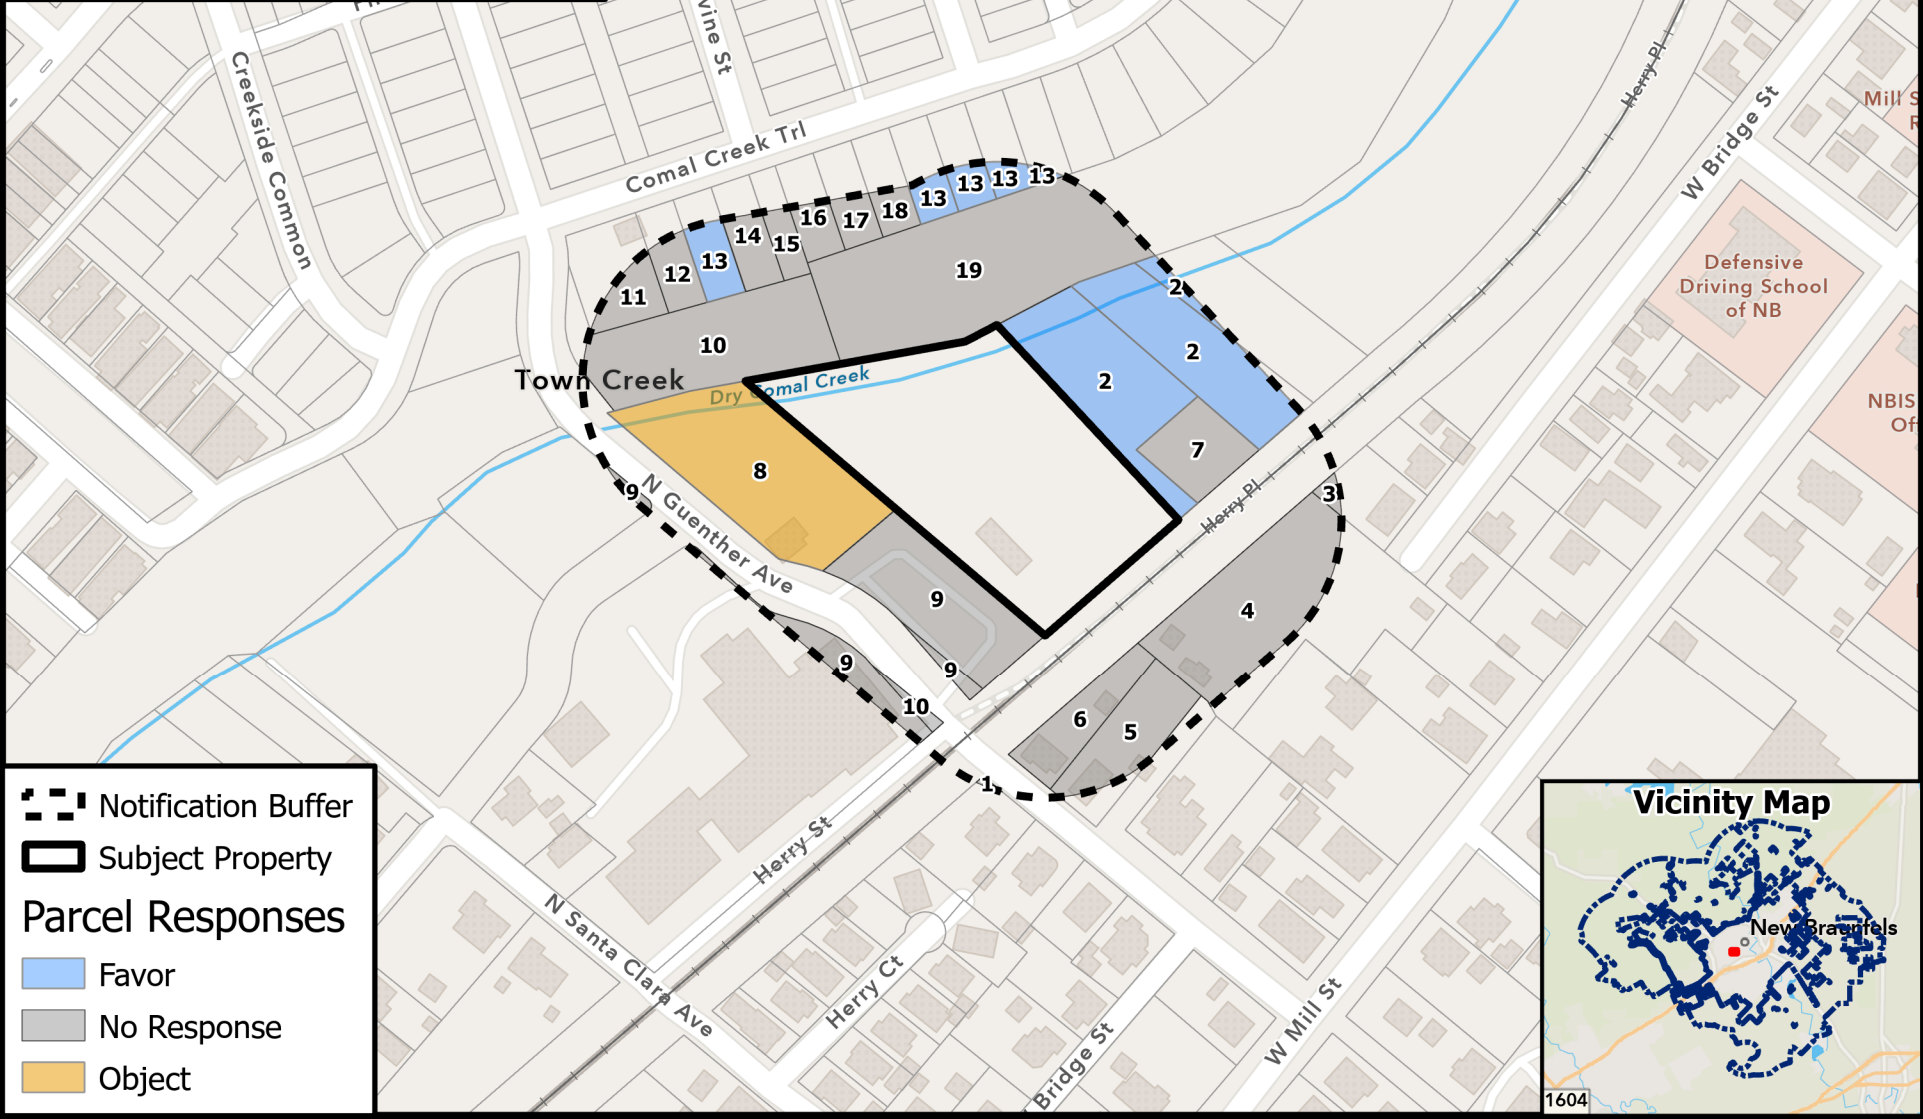 vine St
Creekside Common
Comal Creek Trl
Herry Pl
W Bridge St
Mill S
R
Defensive
Driving School
of NB
NBIS
Of
13
13
13
13
18
17
16
15
14
13
12
11
19
10
2
2
2
7
Town Creek
Dry Comal Creek
8
9
N Guenther Ave
Herry Pl
3
4
9
9
9
10
6
5
1
Herry St
N Santa Clara Ave
Herry Ct
Bridge St
W Mill St
Notification Buffer
Subject Property
Parcel Responses
Favor
No Response
Object
Vicinity Map
New Braunfels
1604